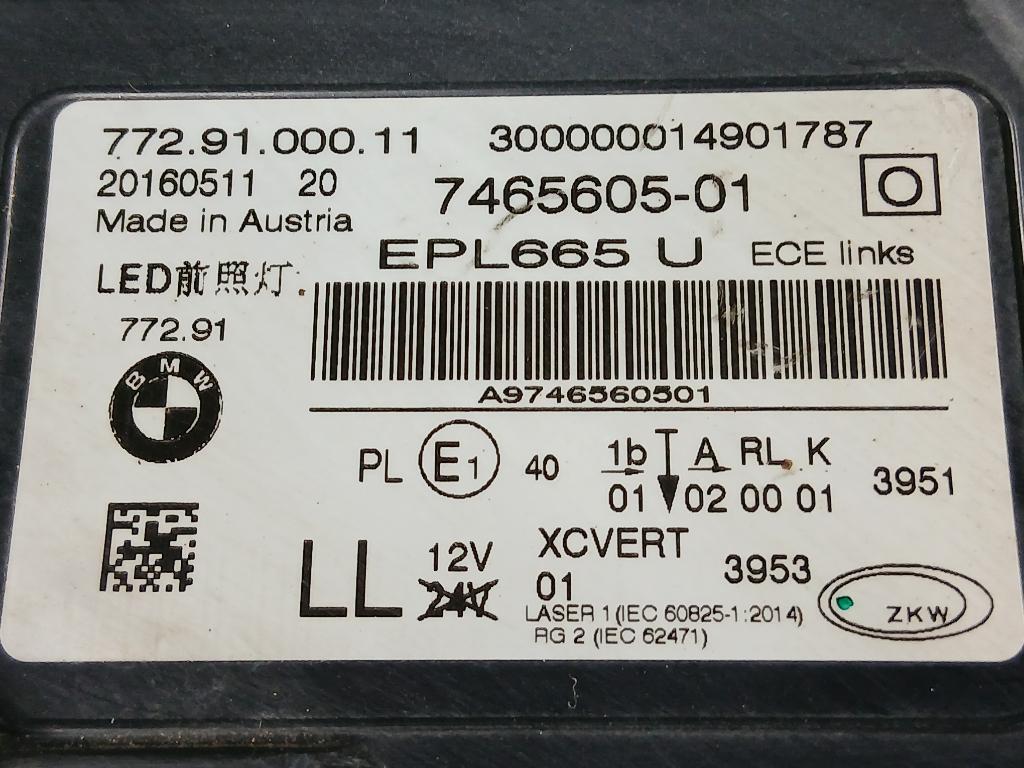 772.91.000.11 300000014901787
20160511 20 7465605-01 O
Made in Austria
EPL665 U ECE links
LED前照灯
772.91
BMW
A9746560501
PL E1 40 1b A RL K 3951
01 02 00 01
LL 12V XCVERT 3953
24V 01
LASER 1 (IEC 60825-1:2014)
RG 2 (IEC 62471)
ZKW